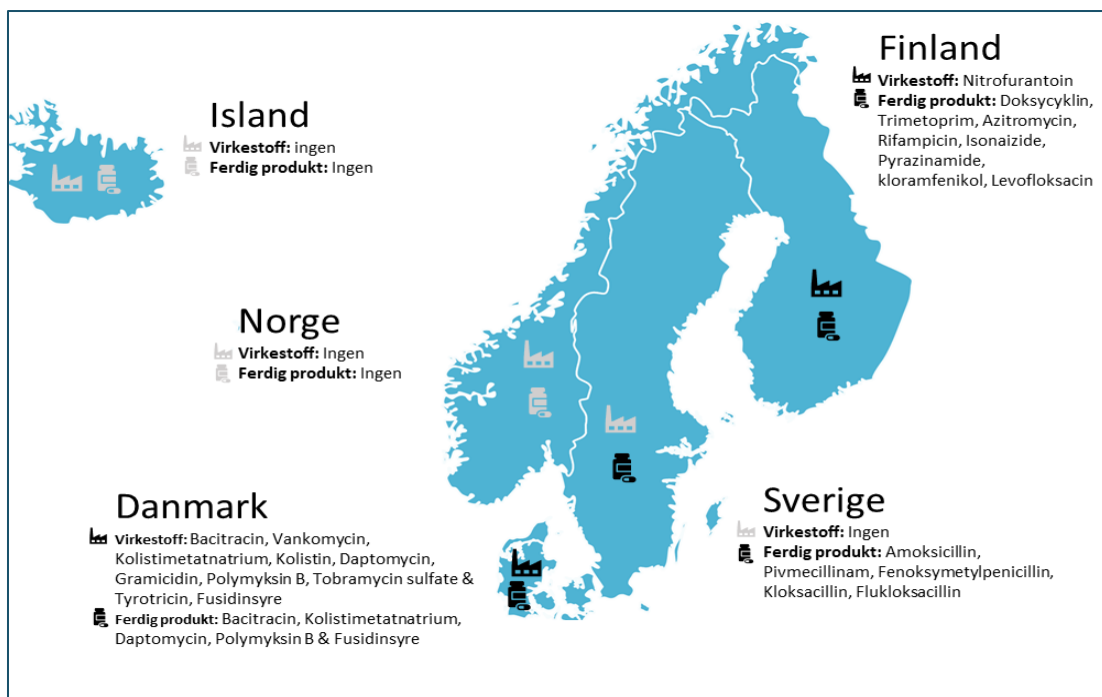 Finland
Virkestoff: Nitrofurantoin
Ferdig produkt: Doksycyklin,
Trimetoprim, Azitromycin,
Rifampicin, Isonaizide,
Pyrazinamide,
kloramfenikol, Levofloksacin
Island
Virkestoff: ingen
Ferdig produkt: Ingen
Norge
Virkestoff: Ingen
Ferdig produkt: Ingen
Danmark
Virkestoff: Bacitracin, Vankomycin,
Kolistimetatnatrium, Kolistin, Daptomycin,
Gramicidin, Polymyksin B, Tobramycin sulfate &
Tyrotricin, Fusidinsyre
Ferdig produkt: Bacitracin, Kolistimetatnatrium,
Daptomycin, Polymyksin B & Fusidinsyre
Sverige
Virkestoff: Ingen
Ferdig produkt: Amoksicillin,
Pivmecillinam, Fenoksymetylpenicillin,
Kloksacillin, Flukloksacillin